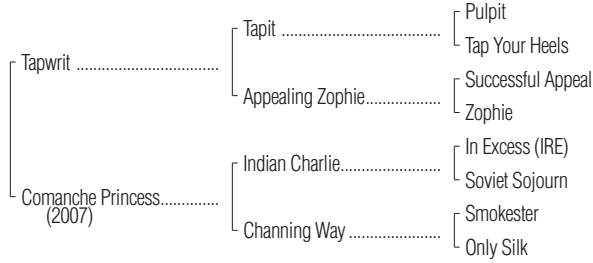 Pulpit
Tapit ........................................
Tap Your Heels
Tapwrit ....................................
Successful Appeal
Appealing Zophie...................
Zophie
In Excess (IRE)
Indian Charlie.........................
Soviet Sojourn
Comanche Princess...............
(2007)
Smokester
Channing Way .......................
Only Silk